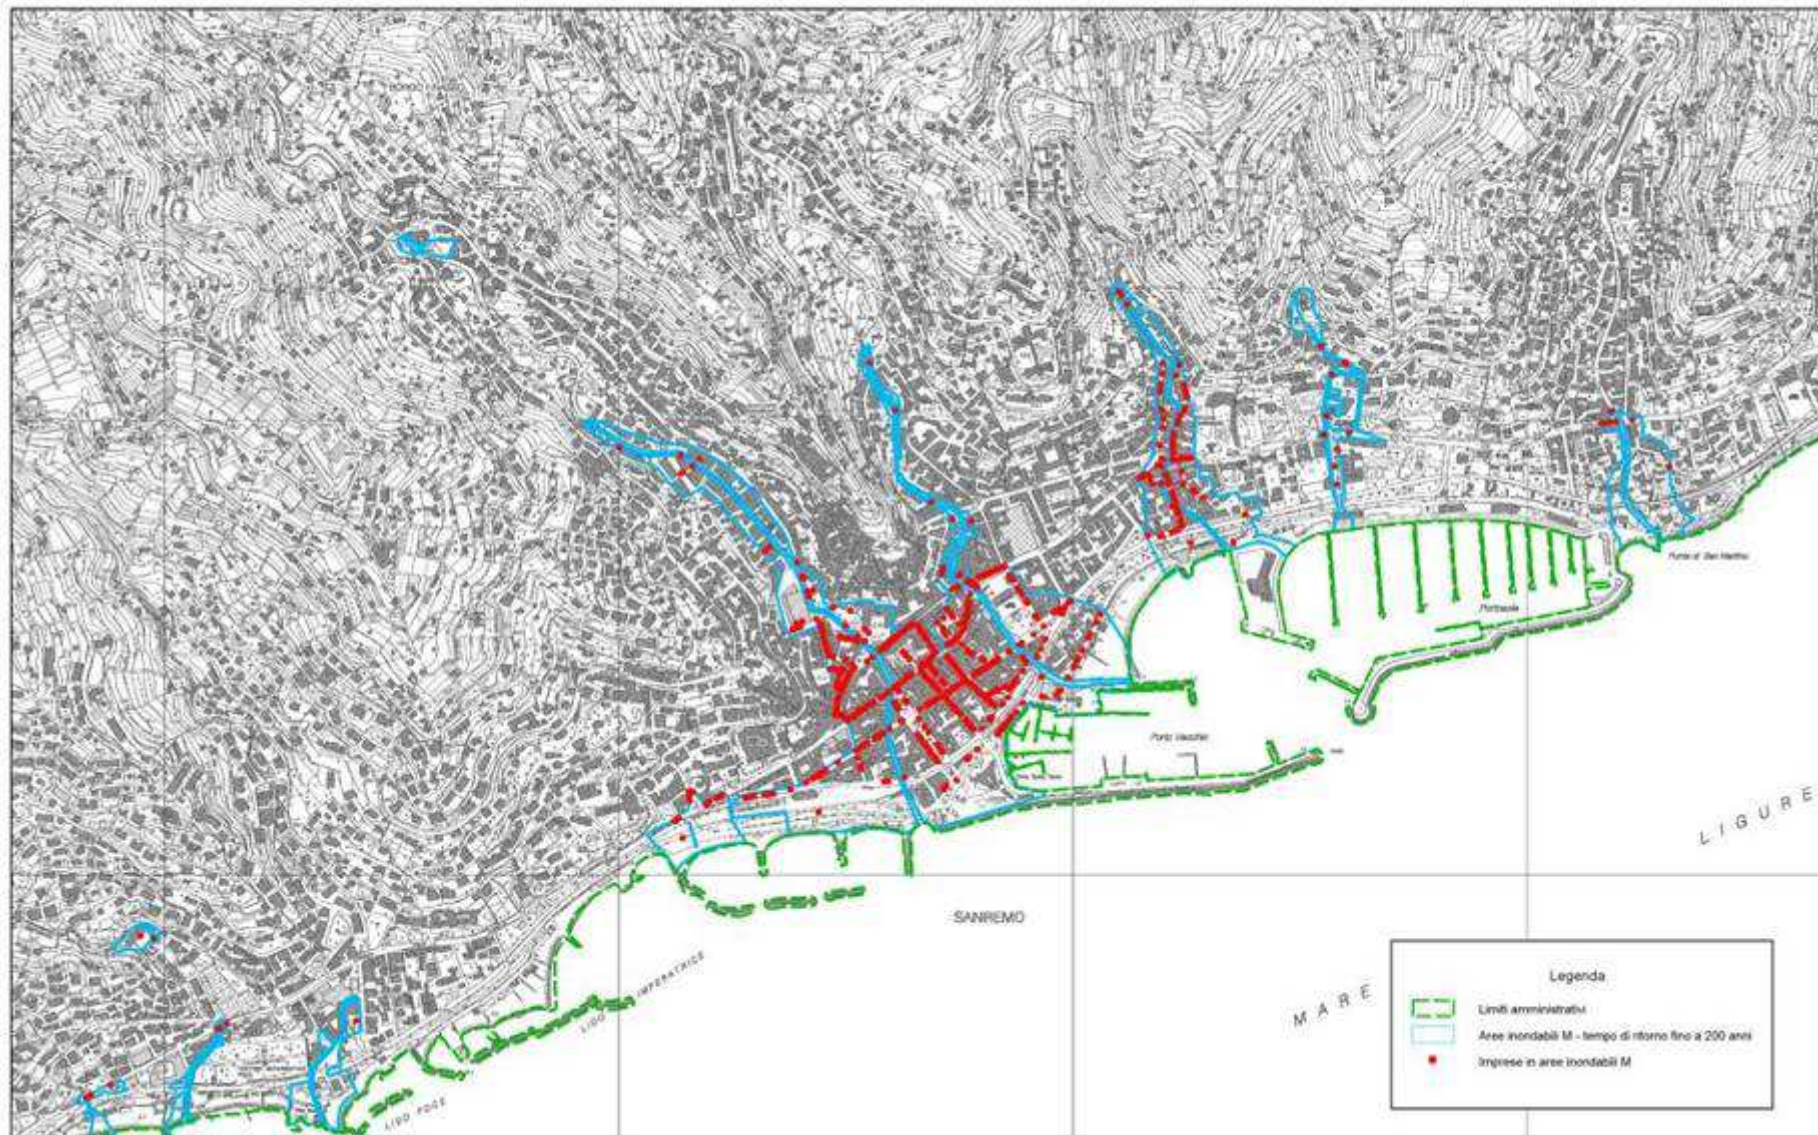 Punta di San Martino
Portosole
Porto Vecchio
LIGURE
SANREMO
MARE
LIDO IMPERATRICE
LIDO FOCE
Legenda
Limiti amministrativi
Aree inondabili M - tempo di ritorno fino a 200 anni
Imprese in aree inondabili M